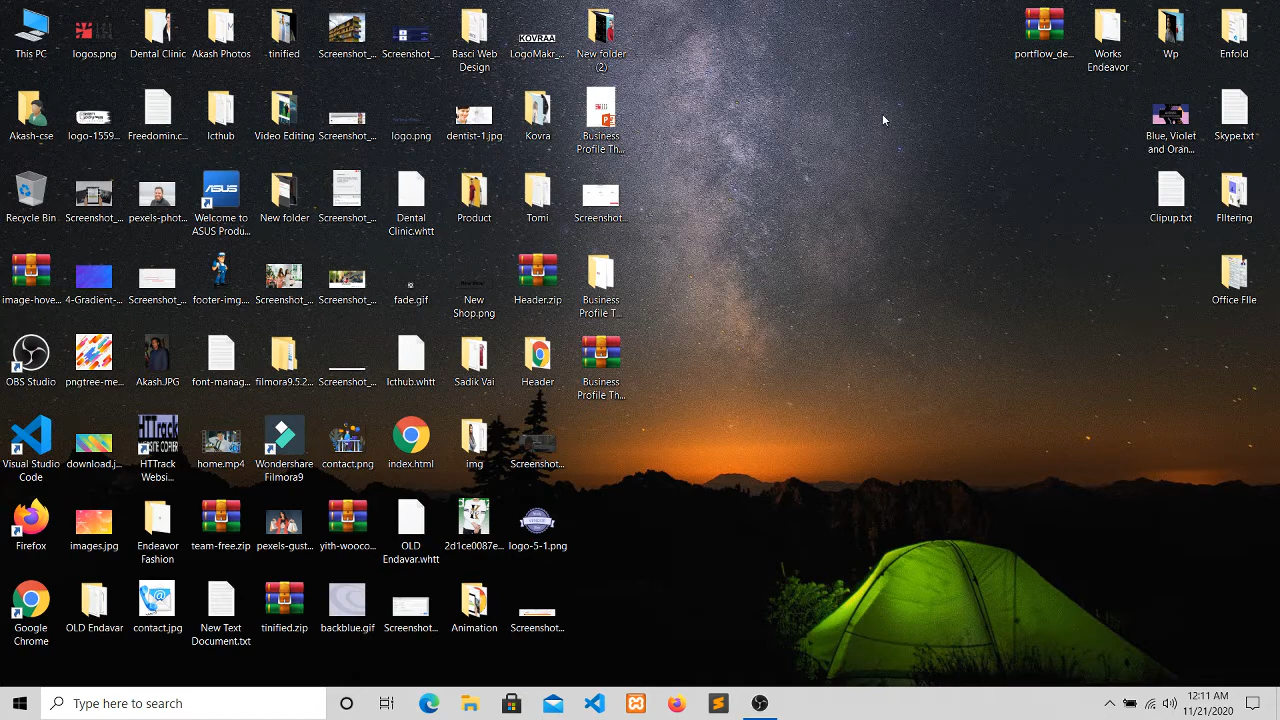 This PC
logos.png
Dental Clinic
Akash Photos
tinified
Screenshot_...
Screenshot_...
Basci Web
Design
KOVRAA
LogoMakr_...
New folder
(2)
portflow_de...
Works
Endeavor
Wp
Enfold
Akash-ese
logo-1559...
Freedomin.c...
Icthub
Video Editing
Screenshot_...
logo.png
dentist-1.jpg
Kovra
Business
Profile Th...
Blue, Violet
and Oran...
Skype.txt
Recycle Bin
Screenshot_...
pexels-phot...
ASUS
Welcome to
ASUS Produ...
New folder
Screenshot_...
Dental
Clinic.whtt
Product
Tomi
Screenshot...
Clipup.txt
FIltering
image-hove...
4-Gradient-...
Screenshot_...
footer-img...
Screenshot_...
Screenshot_...
fade.gif
New
Shop.png
Header.zip
Business
Profile T...
Office FIle
OBS Studio
pngtree-me...
Akash.JPG
font-manag...
filmora9.5.2...
Screenshot_...
Icthub.whtt
Sadik Vai
Header
Business
Profile Th...
Visual Studio
Code
download.j...
HTTrack
Websi...
home.mp4
Wondershare
Filmora9
contact.png
index.html
img
Screenshot...
Firefox
images.jpg
Endeavor
Fashion
team-free.zip
pexels-gust...
yith-wooco...
OLD
Endavar.whtt
2d1ce0087e...
logo-5-1.png
Google
Chrome
OLD Endavar
contact.jpg
New Text
Document.txt
tinified.zip
backblue.gif
Screenshot...
Animation
Screenshot...
Type here to search
12:11 AM
11/21/2020